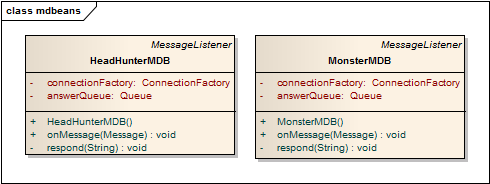 class mdbeans
MessageListener
HeadHunterMDB
- connectionFactory: ConnectionFactory
- answerQueue: Queue
+ HeadHunterMDB()
+ onMessage(Message) : void
- respond(String) : void
MessageListener
MonsterMDB
- connectionFactory: ConnectionFactory
- answerQueue: Queue
+ MonsterMDB()
+ onMessage(Message) : void
- respond(String) : void